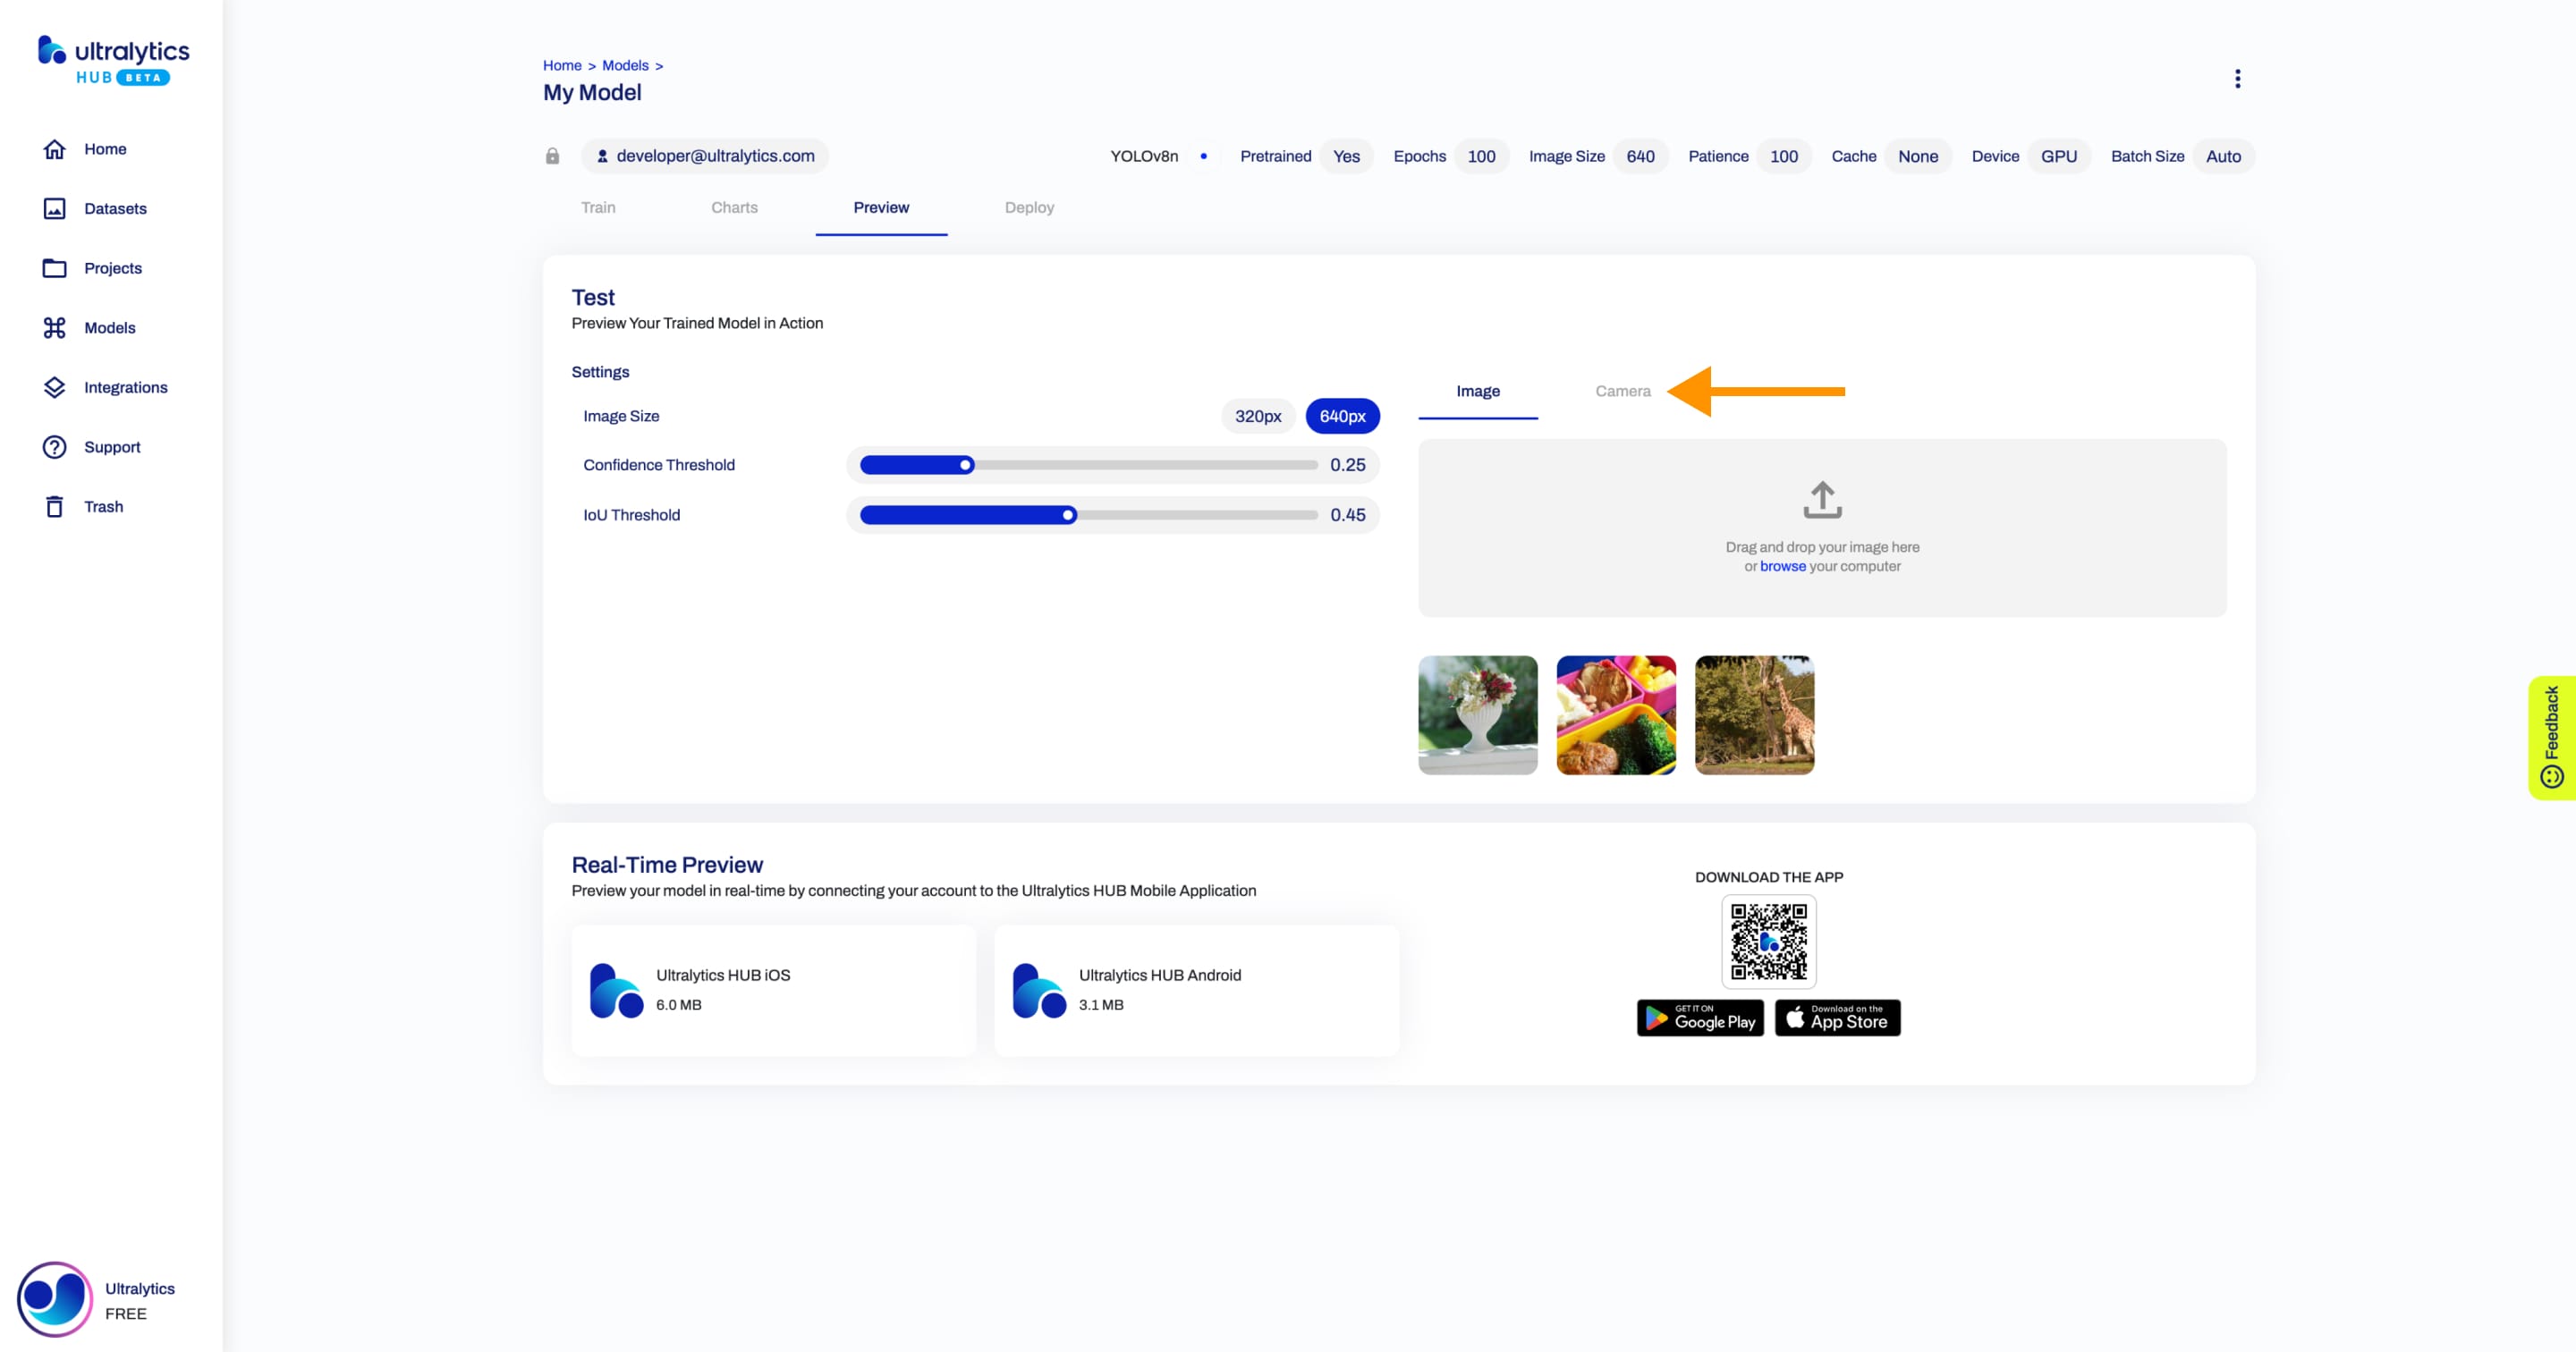 ultralytics
HUB BETA
Home
Datasets
Projects
Models
Integrations
Support
Trash
Ultralytics
FREE
Home > Models >
My Model
developer@ultralytics.com
YOLOv8n Pretrained Yes Epochs 100 Image Size 640 Patience 100 Cache None Device GPU Batch Size Auto
Train Charts Preview Deploy
Test
Preview Your Trained Model in Action
Settings
Image Size 320px 640px
Confidence Threshold 0.25
IoU Threshold 0.45
Image Camera
Drag and drop your image here
or browse your computer
Real-Time Preview
Preview your model in real-time by connecting your account to the Ultralytics HUB Mobile Application
Ultralytics HUB iOS
6.0 MB
Ultralytics HUB Android
3.1 MB
DOWNLOAD THE APP
GET IT ON
Google Play
Download on the
App Store
Feedback